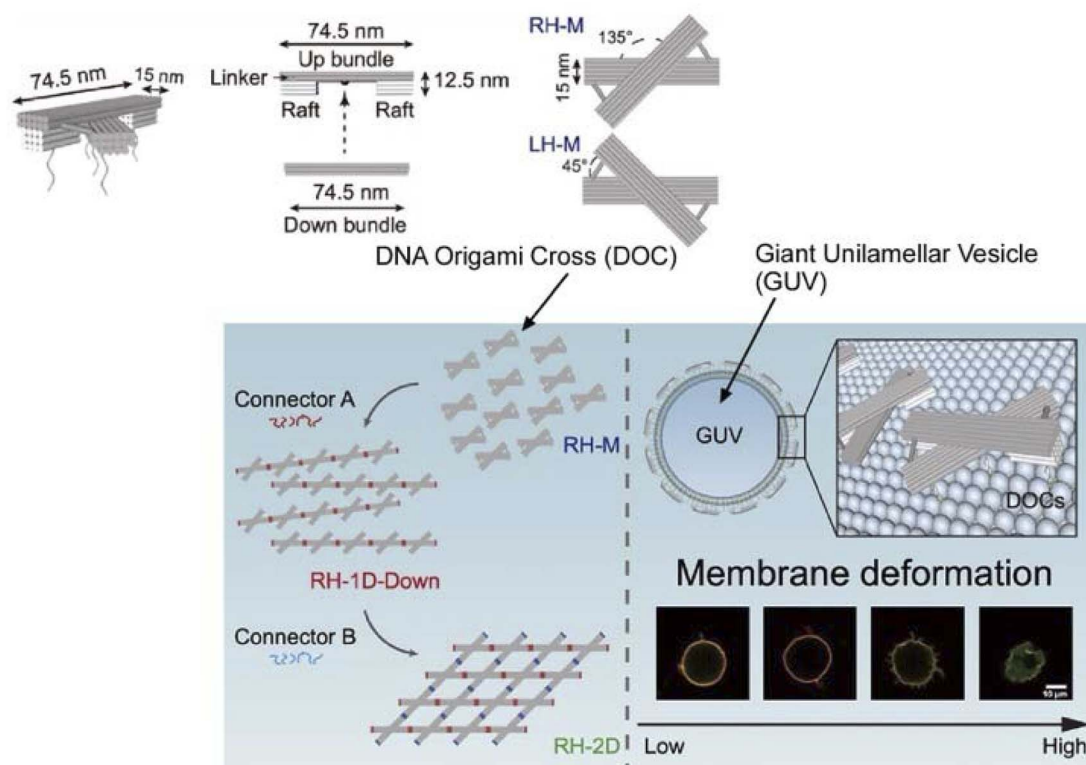 74.5 nm
15 nm
74.5 nm
Up bundle
Linker
12.5 nm
Raft
Raft
74.5 nm
Down bundle
RH-M
135°
15 nm
LH-M
45°
DNA Origami Cross (DOC)
Giant Unilamellar Vesicle
(GUV)
Connector A
RH-M
RH-1D-Down
Connector B
RH-2D
GUV
DOCs
Membrane deformation
10 µm
Low
High